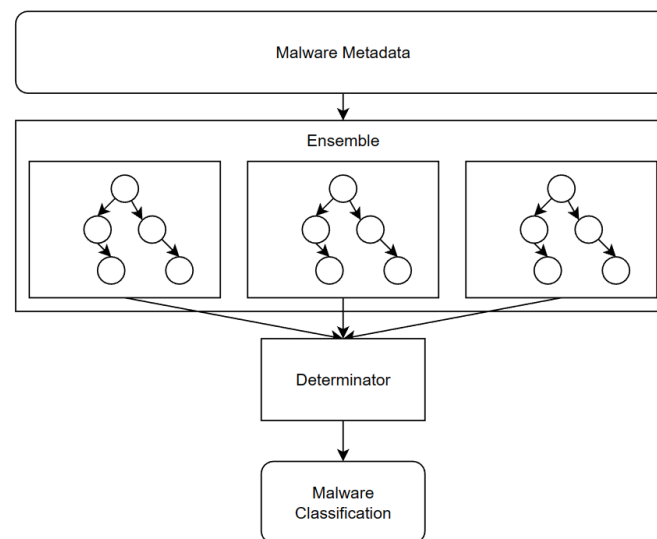 Malware Metadata
Ensemble
Determinator
Malware
Classification